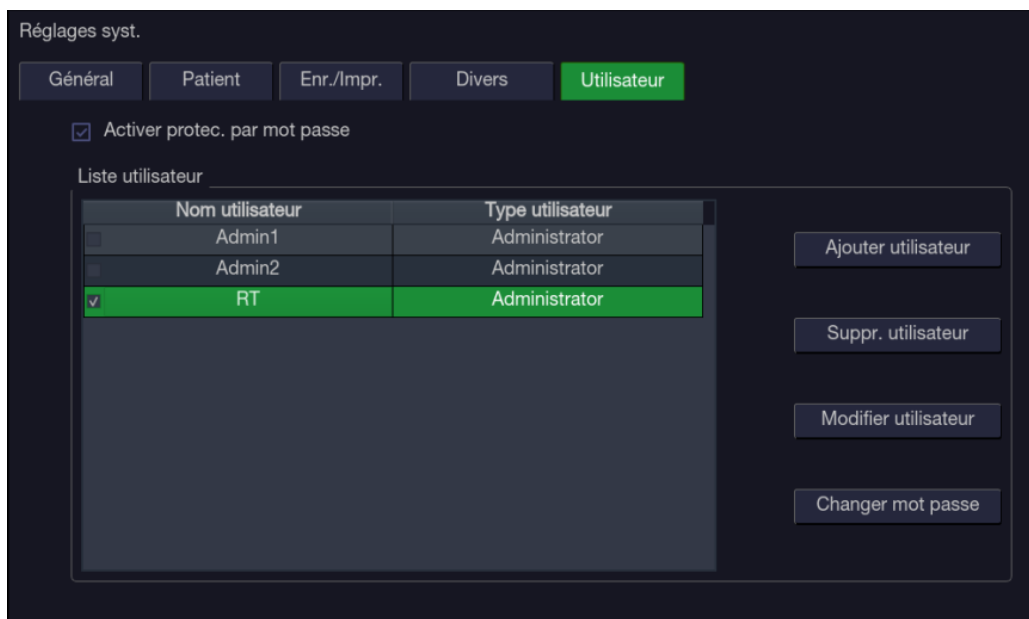 Réglages syst.
Général Patient Enr./Impr. Divers Utilisateur
Activer protec. par mot passe
Liste utilisateur
Nom utilisateur Type utilisateur
Admin1 Administrator
Ajouter utilisateur
Admin2 Administrator
RT Administrator
Suppr. utilisateur
Modifier utilisateur
Changer mot passe